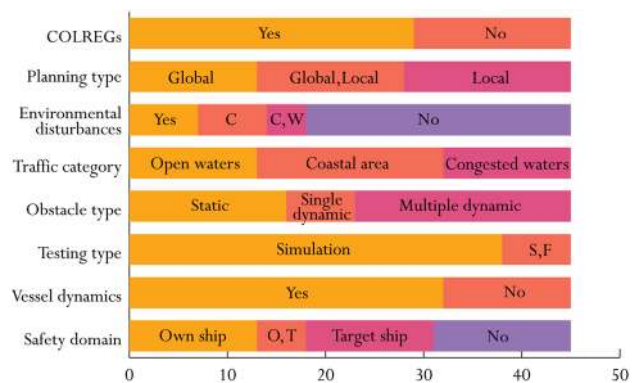 COLREGs Yes No
Planning type Global Global,Local Local
Environmental
disturbances Yes C C,W No
Traffic category Open waters Coastal area Congested waters
Obstacle type Static Single
dynamic Multiple dynamic
Testing type Simulation S,F
Vessel dynamics Yes No
Safety domain Own ship O,T Target ship No
0 10 20 30 40 50